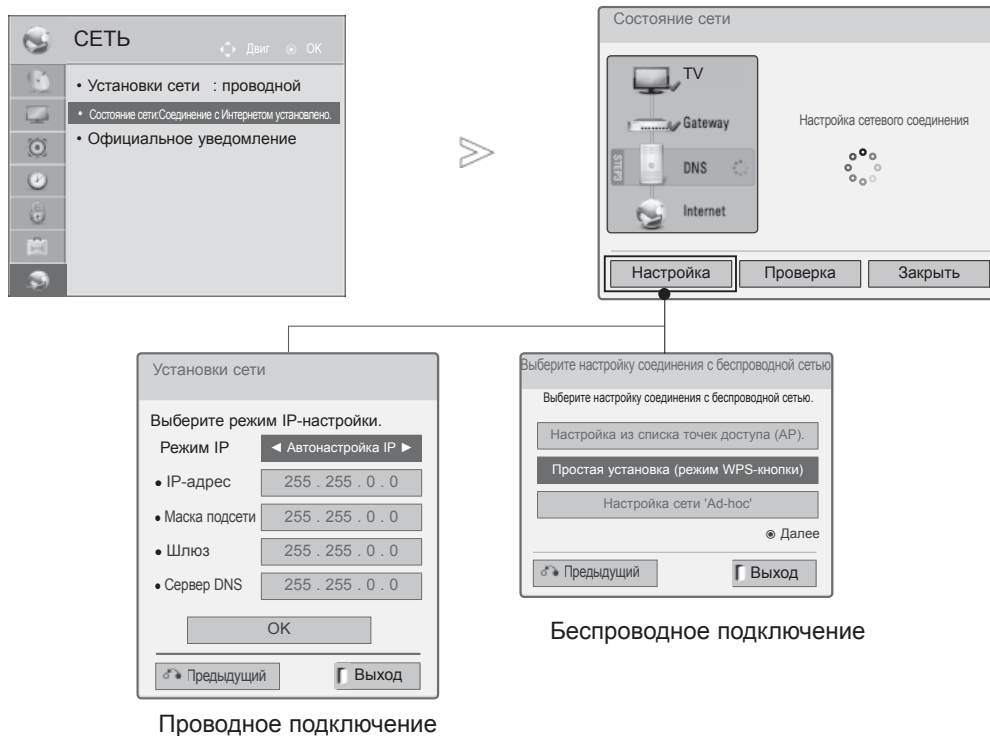 СЕТЬ
Двиг ОК
• Установки сети : проводной
• Состояние сети:Соединение с Интернетом установлено.
• Официальное уведомление
Состояние сети
TV
Gateway
STEP3
DNS
Internet
Настройка сетевого соединения
Настройка
Проверка
Закрыть
Установки сети
Выберите режим IP-настройки.
Режим IP ◄ Автонастройка IP ►
• IP-адрес 255 . 255 . 0 . 0
• Маска подсети 255 . 255 . 0 . 0
• Шлюз 255 . 255 . 0 . 0
• Сервер DNS 255 . 255 . 0 . 0
OK
Предыдущий
Выход
Проводное подключение
Выберите настройку соединения с беспроводной сетью
Выберите настройку соединения с беспроводной сетью.
Настройка из списка точек доступа (AP).
Простая установка (режим WPS-кнопки)
Настройка сети 'Ad-hoc'
Далее
Предыдущий
Выход
Беспроводное подключение